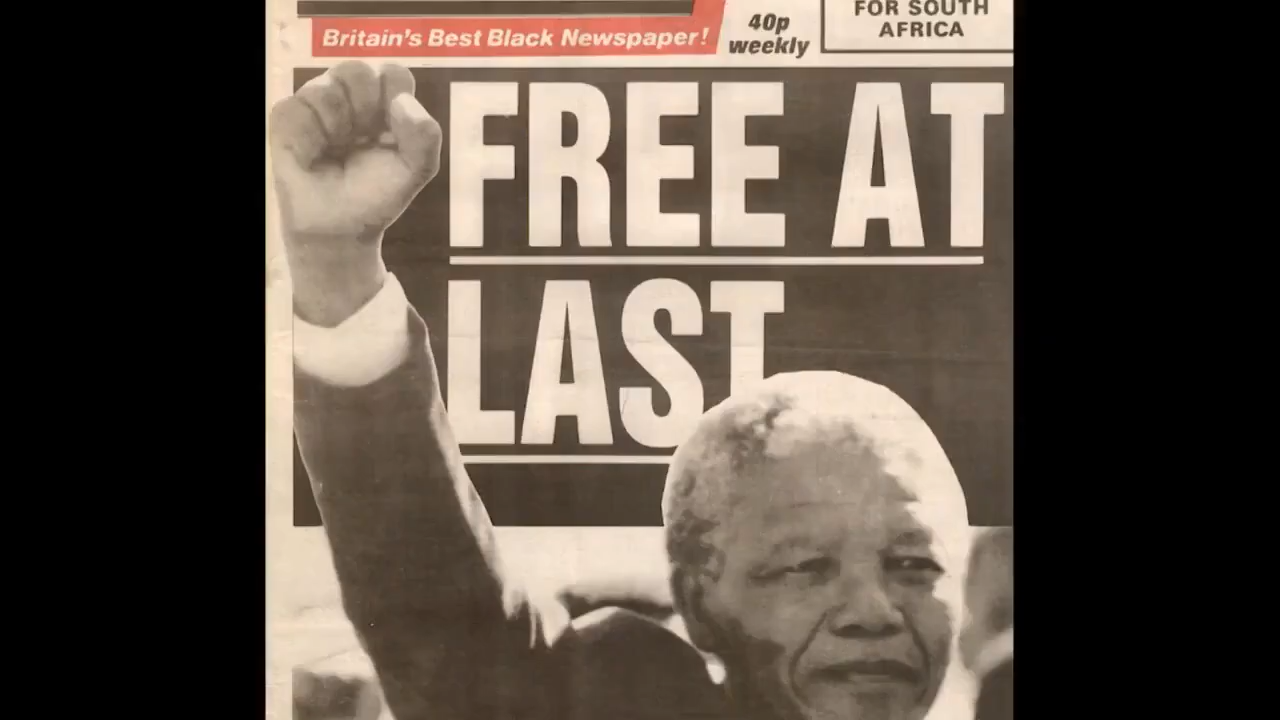 Britain's Best Black Newspaper!
40p
weekly
FOR SOUTH
AFRICA
FREE AT
LAST